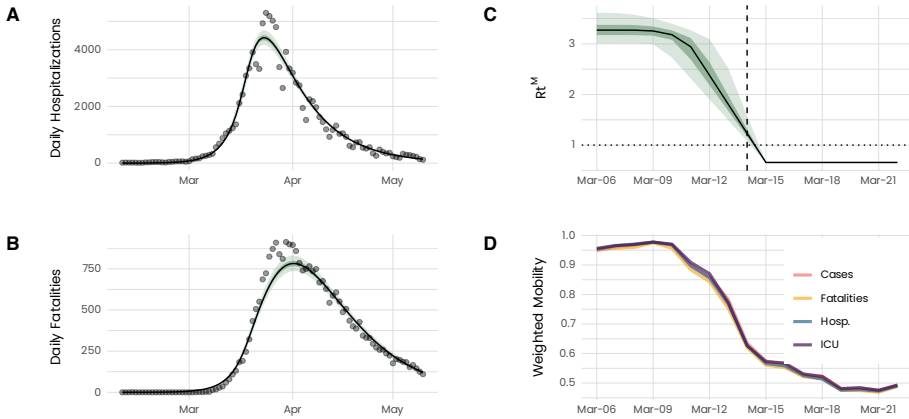 A
Daily Hospitalizations
4000
2000
0
Mar
Apr
May
B
Daily Fatalities
750
500
250
0
Mar
Apr
May
C
Rt^M
3
2
1
Mar-06
Mar-09
Mar-12
Mar-15
Mar-18
Mar-21
D
Weighted Mobility
1.0
0.9
0.8
0.7
0.6
0.5
Cases
Fatalities
Hosp.
ICU
Mar-06
Mar-09
Mar-12
Mar-15
Mar-18
Mar-21